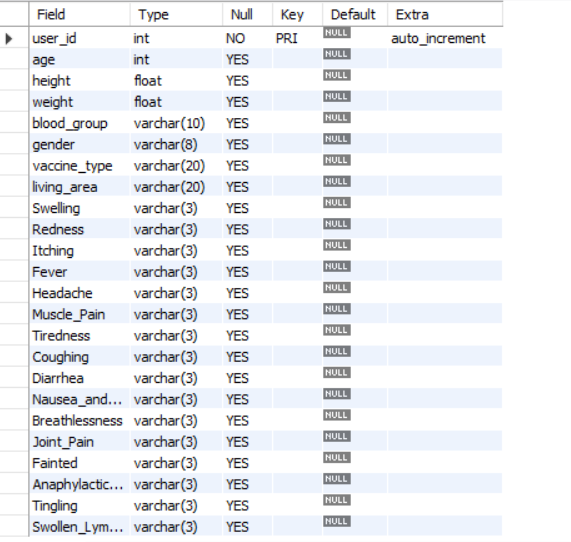 Field Type Null Key Default Extra
user_id int NO PRI NULL auto_increment
age int YES NULL
height float YES NULL
weight float YES NULL
blood_group varchar(10) YES NULL
gender varchar(8) YES NULL
vaccine_type varchar(20) YES NULL
living_area varchar(20) YES NULL
Swelling varchar(3) YES NULL
Redness varchar(3) YES NULL
Itching varchar(3) YES NULL
Fever varchar(3) YES NULL
Headache varchar(3) YES NULL
Muscle_Pain varchar(3) YES NULL
Tiredness varchar(3) YES NULL
Coughing varchar(3) YES NULL
Diarrhea varchar(3) YES NULL
Nausea_and... varchar(3) YES NULL
Breathlessness varchar(3) YES NULL
Joint_Pain varchar(3) YES NULL
Fainted varchar(3) YES NULL
Anaphylactic... varchar(3) YES NULL
Tingling varchar(3) YES NULL
Swollen_Lym... varchar(3) YES NULL